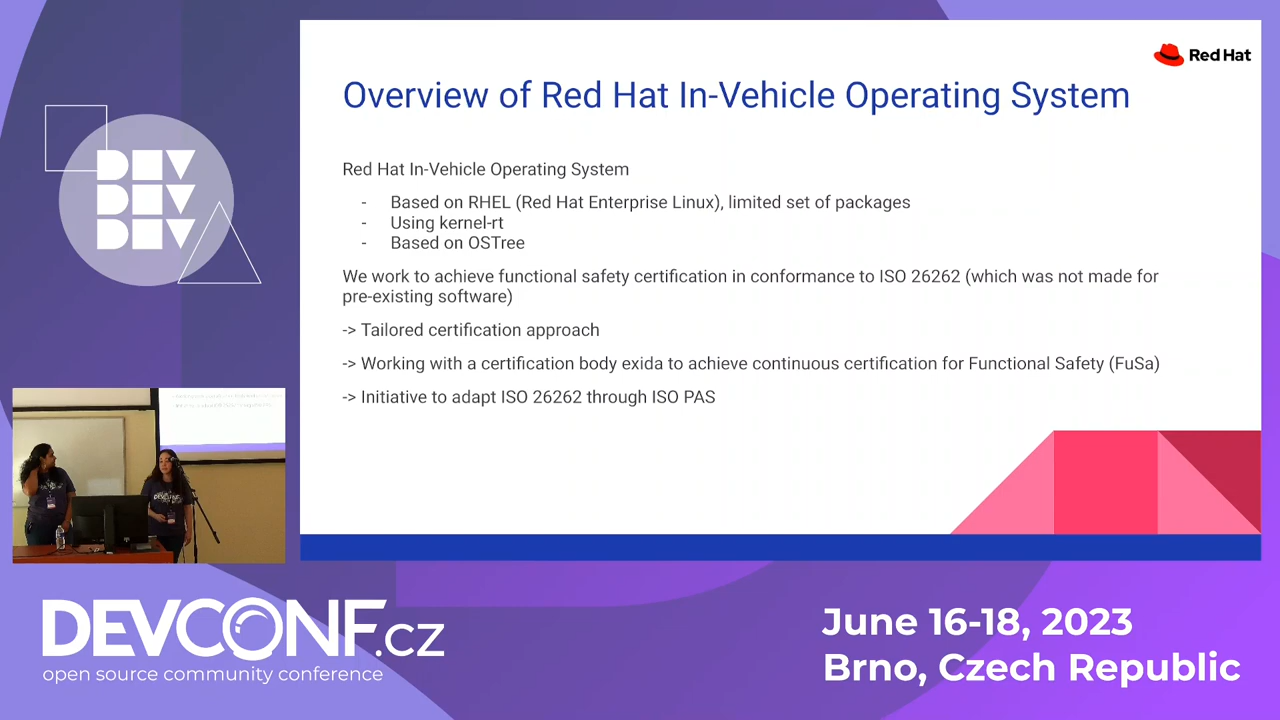 Red Hat
Overview of Red Hat In-Vehicle Operating System
Red Hat In-Vehicle Operating System
- Based on RHEL (Red Hat Enterprise Linux), limited set of packages
- Using kernel-rt
- Based on OSTree
We work to achieve functional safety certification in conformance to ISO 26262 (which was not made for
pre-existing software)
-> Tailored certification approach
-> Working with a certification body exida to achieve continuous certification for Functional Safety (FuSa)
-> Initiative to adapt ISO 26262 through ISO PAS
DEV
DEV
DEV
DEVCONF
DEVCONF.cz
open source community conference
June 16-18, 2023
Brno, Czech Republic